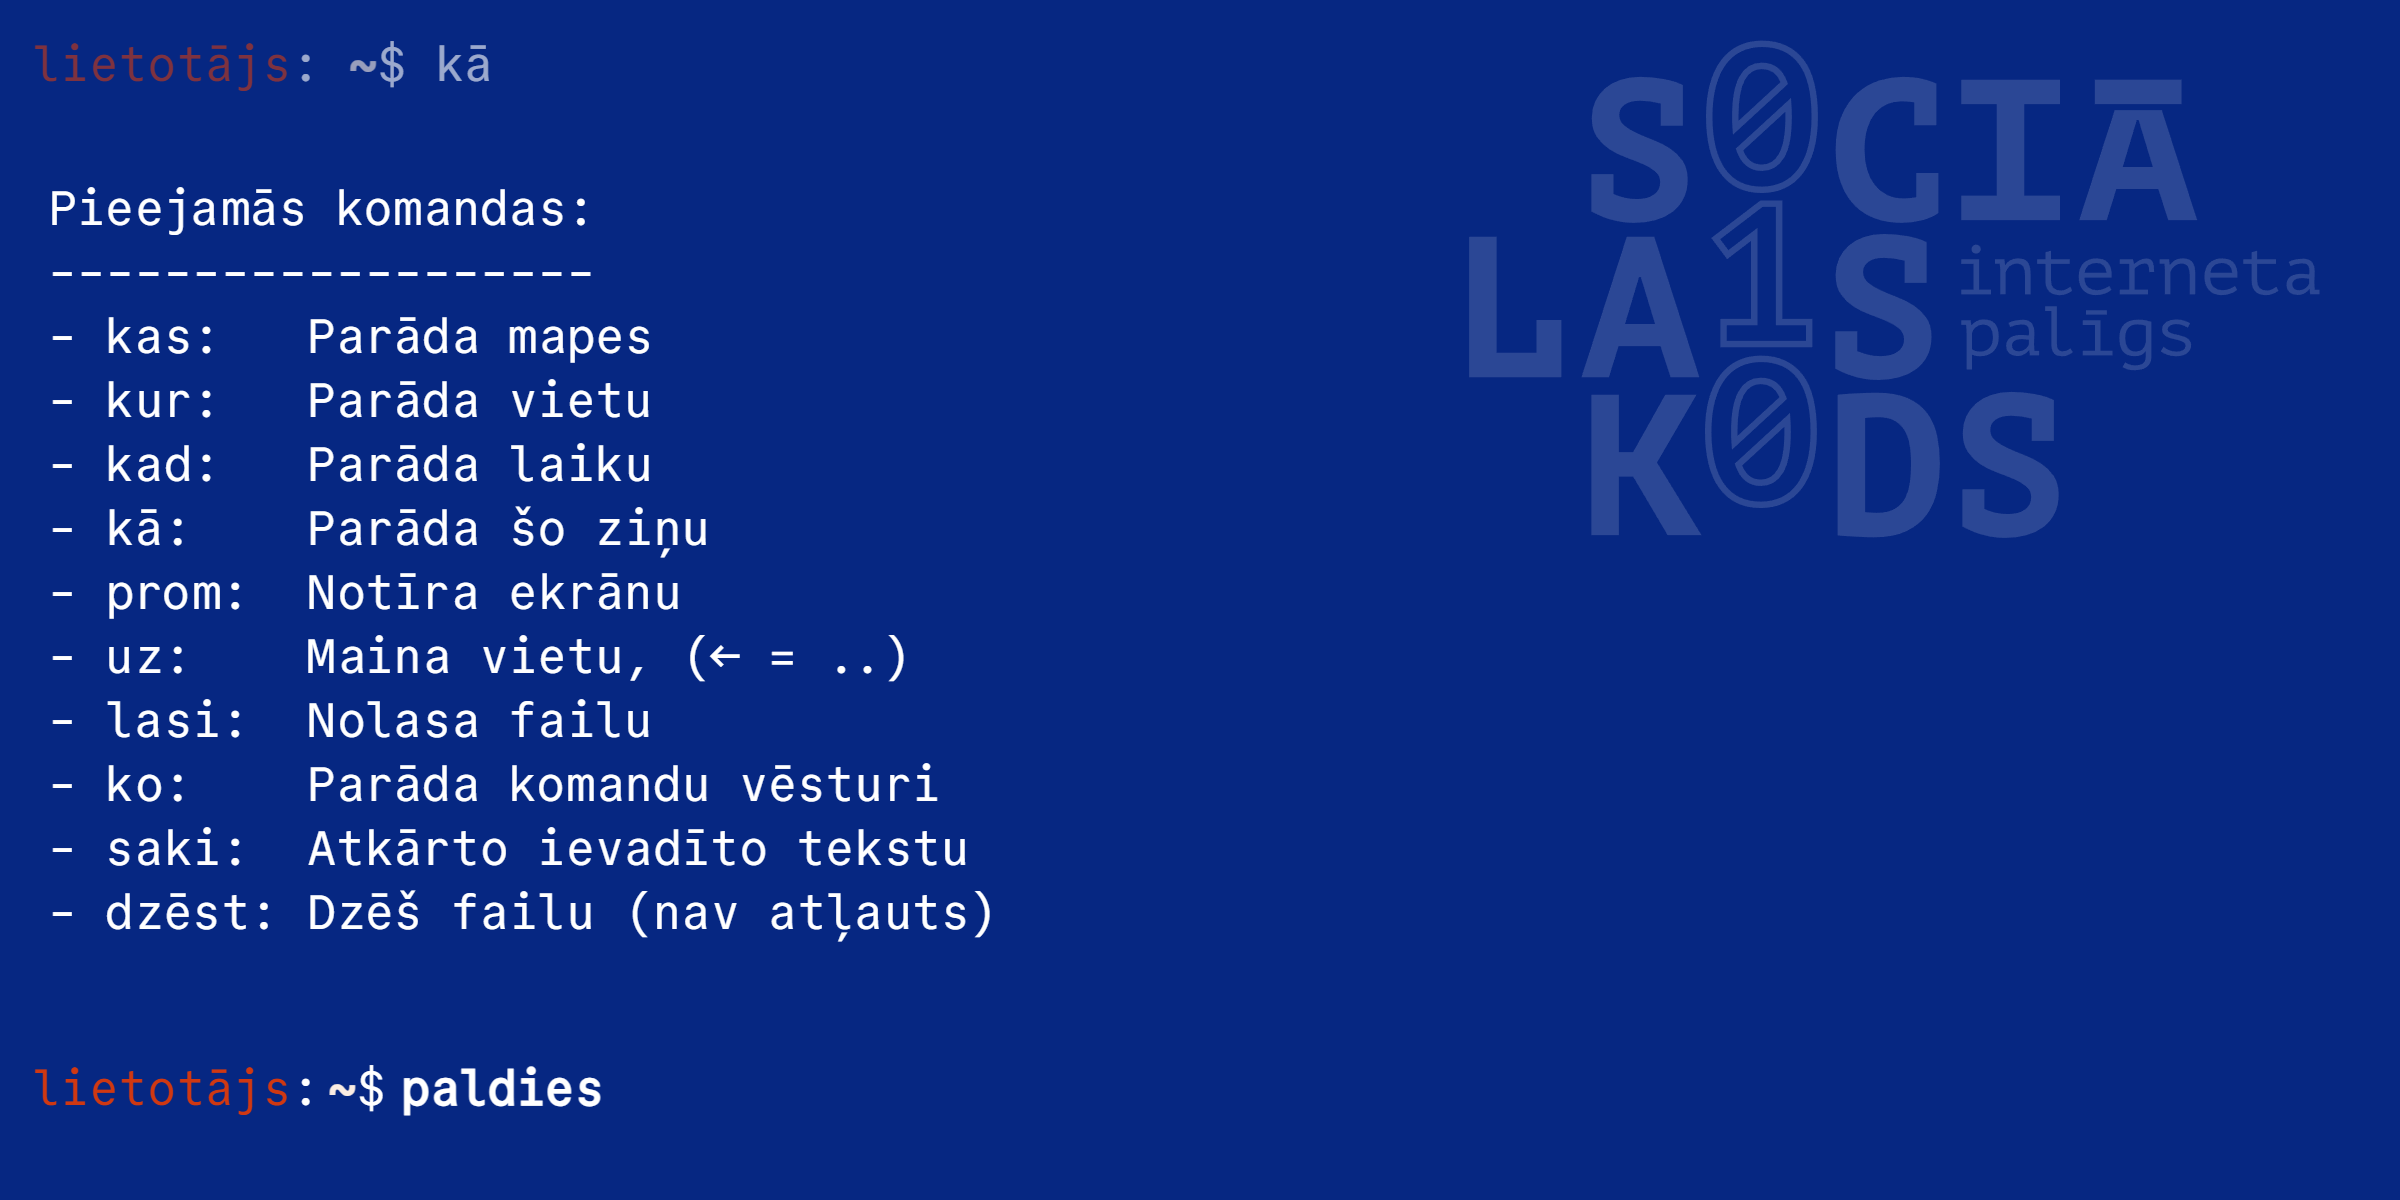 lietotājs: ~$ kā
Pieejamās komandas:
-------------------
- kas:   Parāda mapes
- kur:   Parāda vietu
- kad:   Parāda laiku
- kā:    Parāda šo ziņu
- prom:  Notīra ekrānu
- uz:    Maina vietu, (← = ..)
- lasi:  Nolasa failu
- ko:    Parāda komandu vēsturi
- saki:  Atkārto ievadīto tekstu
- dzēst: Dzēš failu (nav atļauts)
lietotājs:~$ paldies
S0CIĀ
LA1S
K0DS
interneta
palīgs